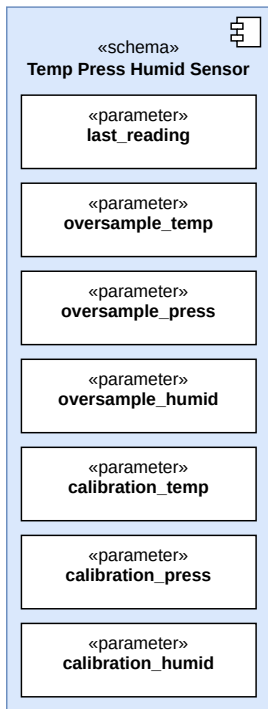 «schema»
Temp Press Humid Sensor
«parameter»
last_reading
«parameter»
oversample_temp
«parameter»
oversample_press
«parameter»
oversample_humid
«parameter»
calibration_temp
«parameter»
calibration_press
«parameter»
calibration_humid